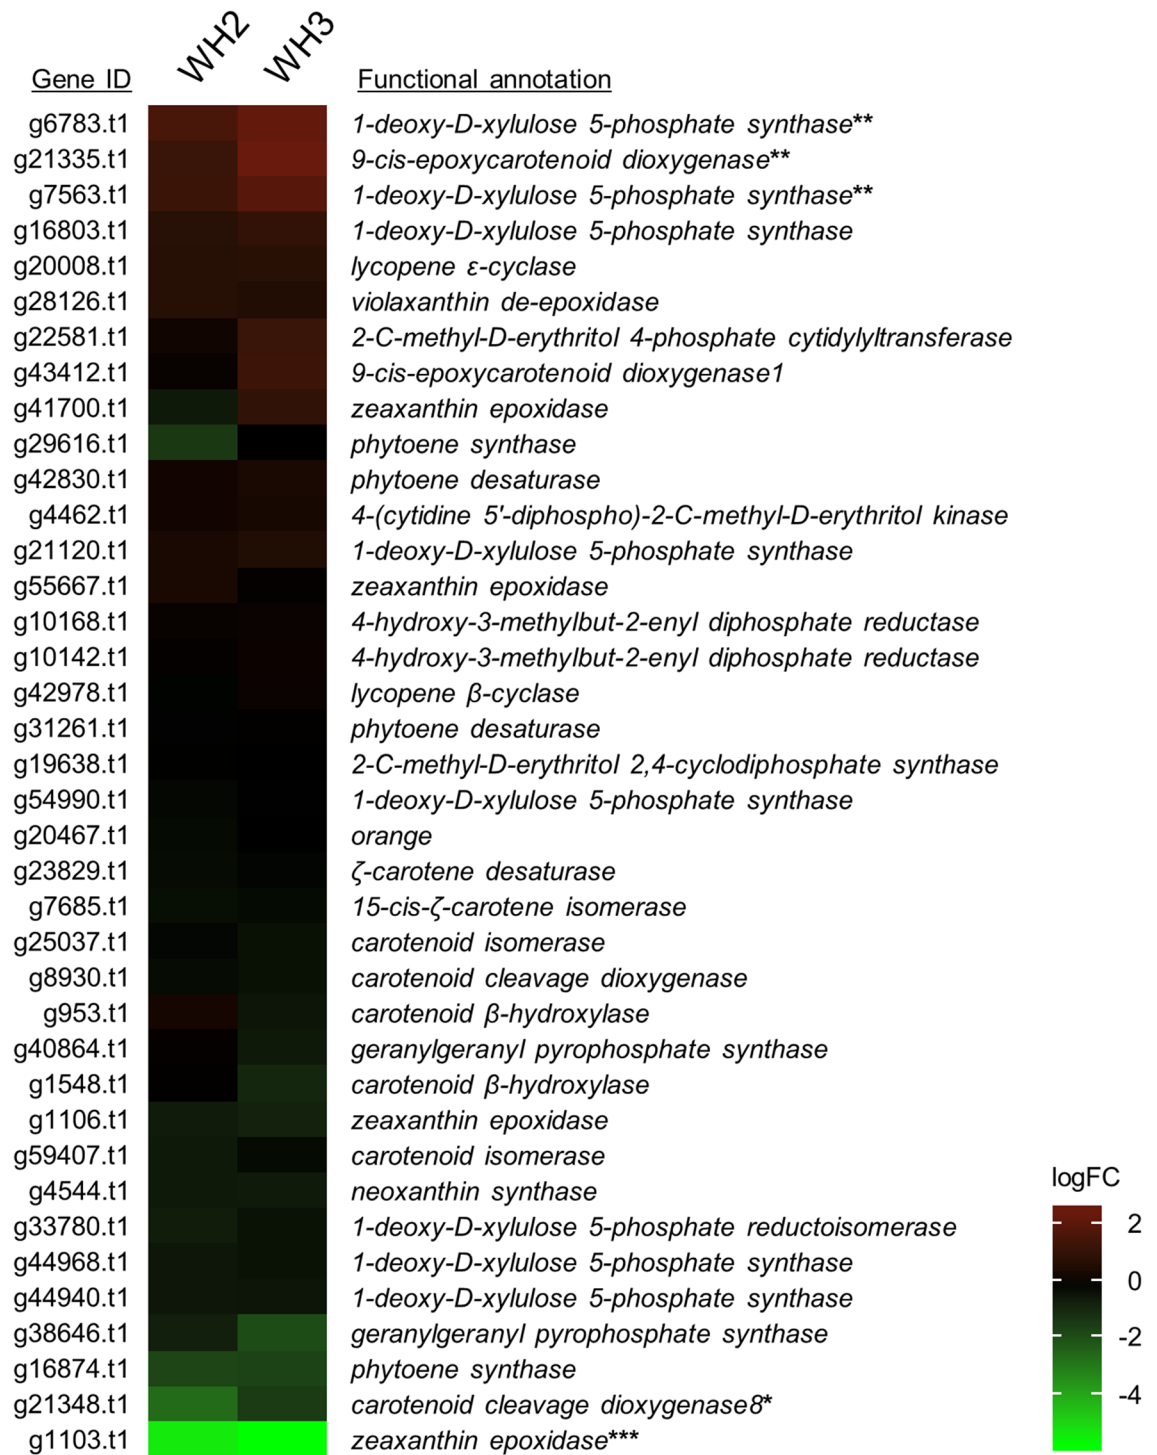 WH2 WH3
Gene ID Functional annotation
g6783.t1 1-deoxy-D-xylulose 5-phosphate synthase**
g21335.t1 9-cis-epoxycarotenoid dioxygenase**
g7563.t1 1-deoxy-D-xylulose 5-phosphate synthase**
g16803.t1 1-deoxy-D-xylulose 5-phosphate synthase
g20008.t1 lycopene ε-cyclase
g28126.t1 violaxanthin de-epoxidase
g22581.t1 2-C-methyl-D-erythritol 4-phosphate cytidylyltransferase
g43412.t1 9-cis-epoxycarotenoid dioxygenase1
g41700.t1 zeaxanthin epoxidase
g29616.t1 phytoene synthase
g42830.t1 phytoene desaturase
g4462.t1 4-(cytidine 5'-diphospho)-2-C-methyl-D-erythritol kinase
g21120.t1 1-deoxy-D-xylulose 5-phosphate synthase
g55667.t1 zeaxanthin epoxidase
g10168.t1 4-hydroxy-3-methylbut-2-enyl diphosphate reductase
g10142.t1 4-hydroxy-3-methylbut-2-enyl diphosphate reductase
g42978.t1 lycopene β-cyclase
g31261.t1 phytoene desaturase
g19638.t1 2-C-methyl-D-erythritol 2,4-cyclodiphosphate synthase
g54990.t1 1-deoxy-D-xylulose 5-phosphate synthase
g20467.t1 orange
g23829.t1 ζ-carotene desaturase
g7685.t1 15-cis-ζ-carotene isomerase
g25037.t1 carotenoid isomerase
g8930.t1 carotenoid cleavage dioxygenase
g953.t1 carotenoid β-hydroxylase
g40864.t1 geranylgeranyl pyrophosphate synthase
g1548.t1 carotenoid β-hydroxylase
g1106.t1 zeaxanthin epoxidase
g59407.t1 carotenoid isomerase
g4544.t1 neoxanthin synthase
g33780.t1 1-deoxy-D-xylulose 5-phosphate reductoisomerase
g44968.t1 1-deoxy-D-xylulose 5-phosphate synthase
g44940.t1 1-deoxy-D-xylulose 5-phosphate synthase
g38646.t1 geranylgeranyl pyrophosphate synthase
g16874.t1 phytoene synthase
g21348.t1 carotenoid cleavage dioxygenase8*
g1103.t1 zeaxanthin epoxidase***
logFC
2
0
-2
-4